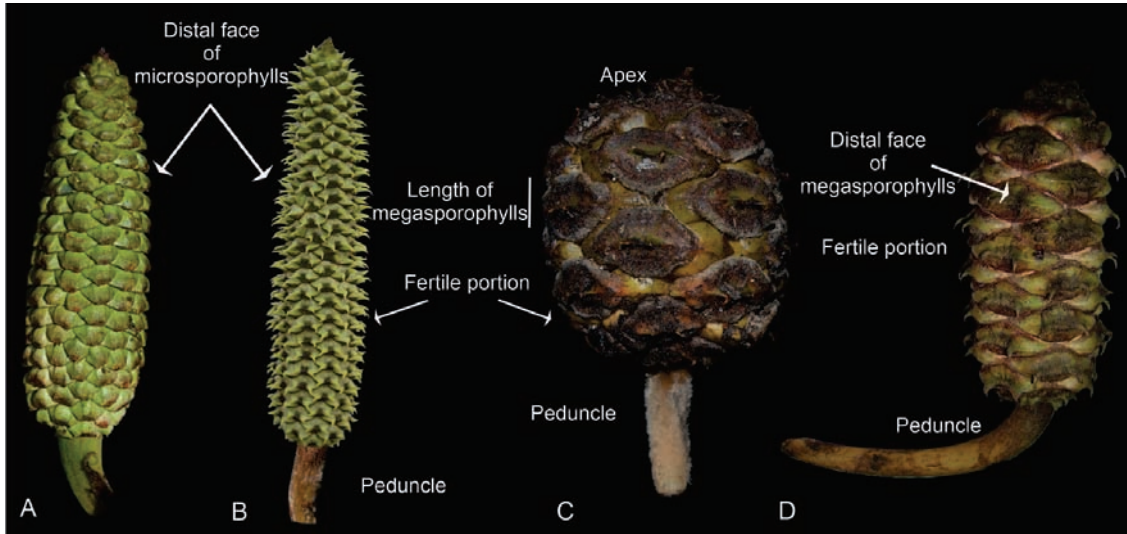 Distal face
of
microsporophylls
Apex
Distal face
of
megasporophylls
Length of
megasporophylls
Fertile portion
Fertile portion
Peduncle
Peduncle
Peduncle
A
B
C
D